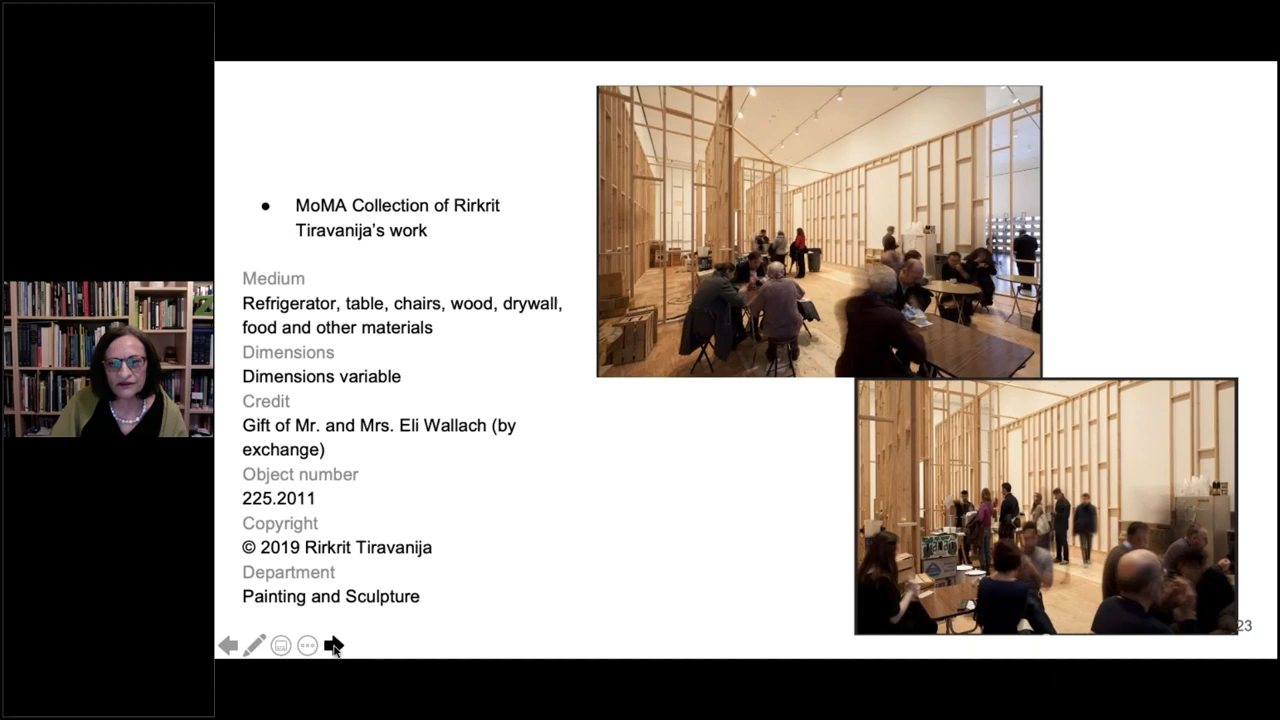 MoMA Collection of Rirkrit
Tiravanija's work
Medium
Refrigerator, table, chairs, wood, drywall,
food and other materials
Dimensions
Dimensions variable
Credit
Gift of Mr. and Mrs. Eli Wallach (by
exchange)
Object number
225.2011
Copyright
© 2019 Rirkrit Tiravanija
Department
Painting and Sculpture
23